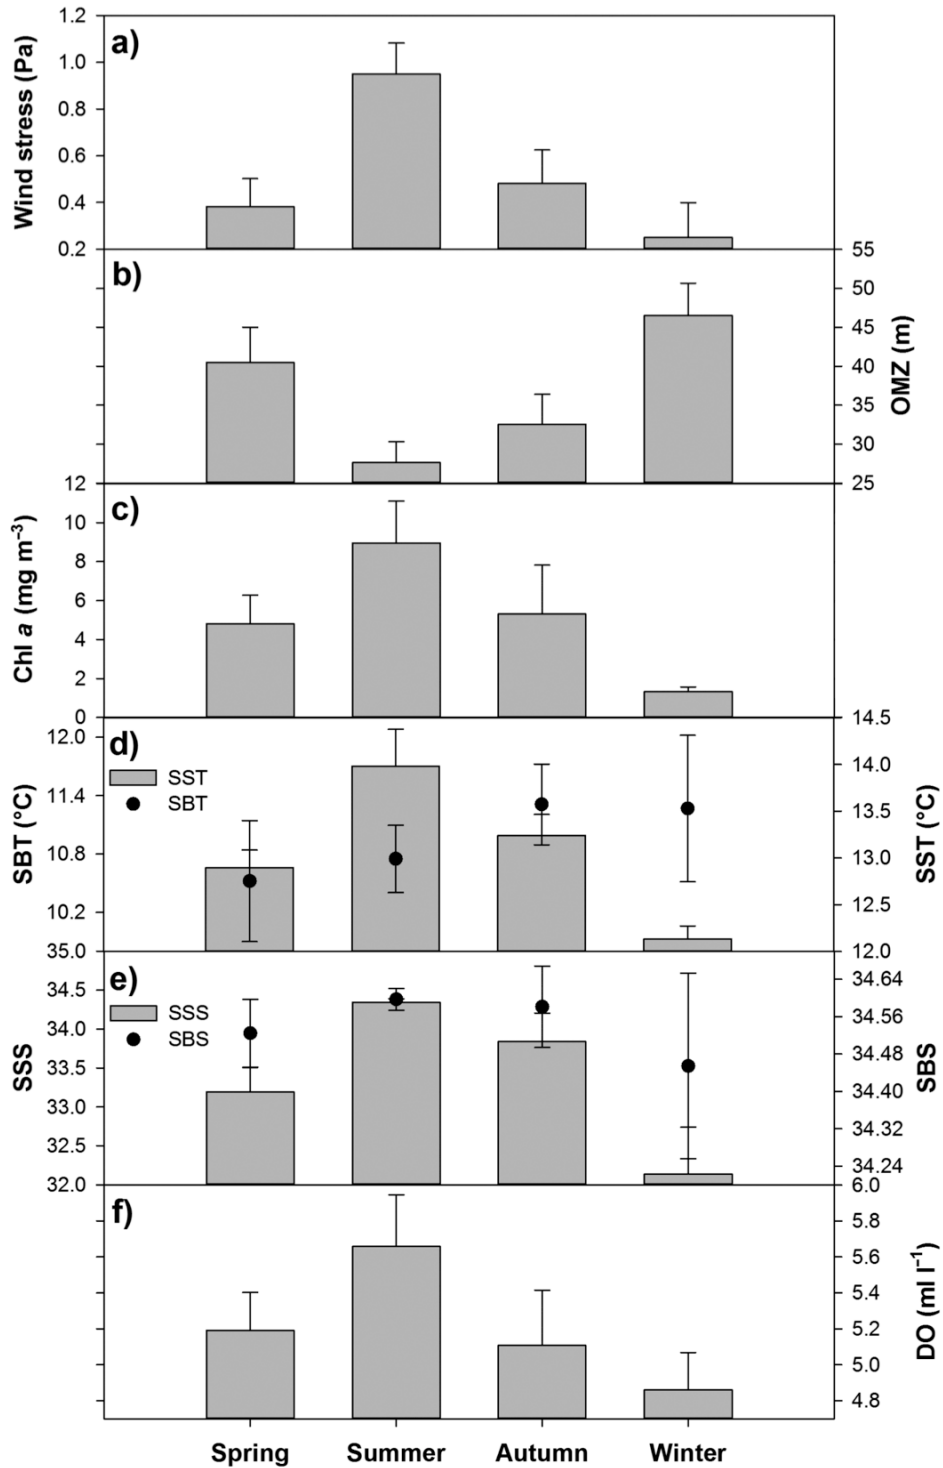 a)
Wind stress (Pa)
1.2
1.0
0.8
0.6
0.4
0.2
b)
OMZ (m)
55
50
45
40
35
30
25
c)
Chl a (mg m⁻³)
12
10
8
6
4
2
0
d)
SST
SBT
SBT (°C)
12.0
11.4
10.8
10.2
SST (°C)
14.5
14.0
13.5
13.0
12.5
12.0
e)
SSS
SBS
SSS
35.0
34.5
34.0
33.5
33.0
32.5
32.0
SBS
34.64
34.56
34.48
34.40
34.32
34.24
f)
DO (ml l⁻¹)
6.0
5.8
5.6
5.4
5.2
5.0
4.8
Spring Summer Autumn Winter